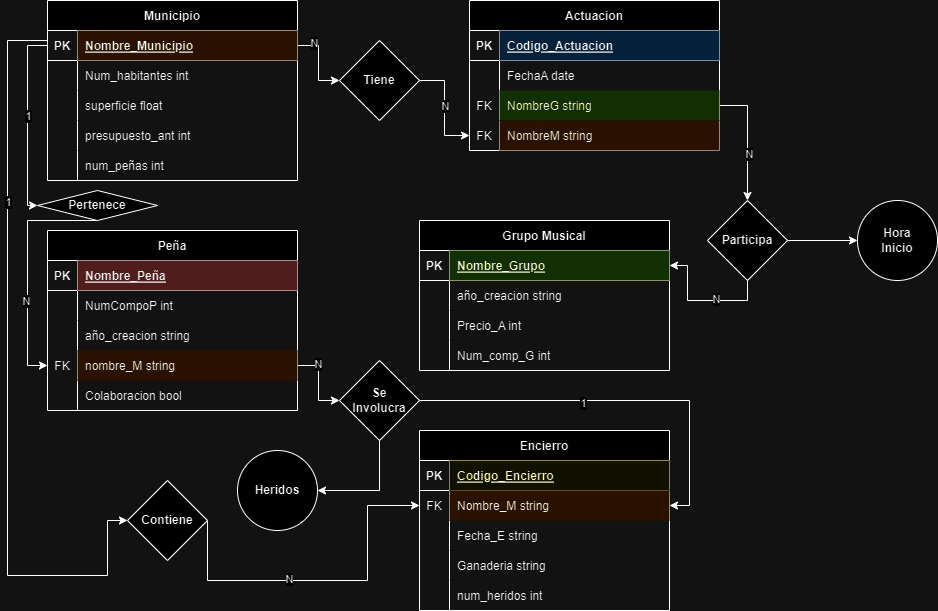 Municipio
PK Nombre_Municipio
Num_habitantes int
superficie float
presupuesto_ant int
num_peñas int
N
Tiene
N
Actuacion
PK Codigo_Actuacion
FechaA date
FK NombreG string
FK NombreM string
1
1
Pertenece
N
N
Participa
Hora
Inicio
N
Peña
PK Nombre_Peña
NumCompoP int
año_creacion string
FK nombre_M string
Colaboracion bool
Grupo Musical
PK Nombre_Grupo
año_creacion string
Precio_A int
Num_comp_G int
N
Se
Involucra
1
Heridos
Contiene
N
Encierro
PK Codigo_Encierro
FK Nombre_M string
Fecha_E string
Ganaderia string
num_heridos int